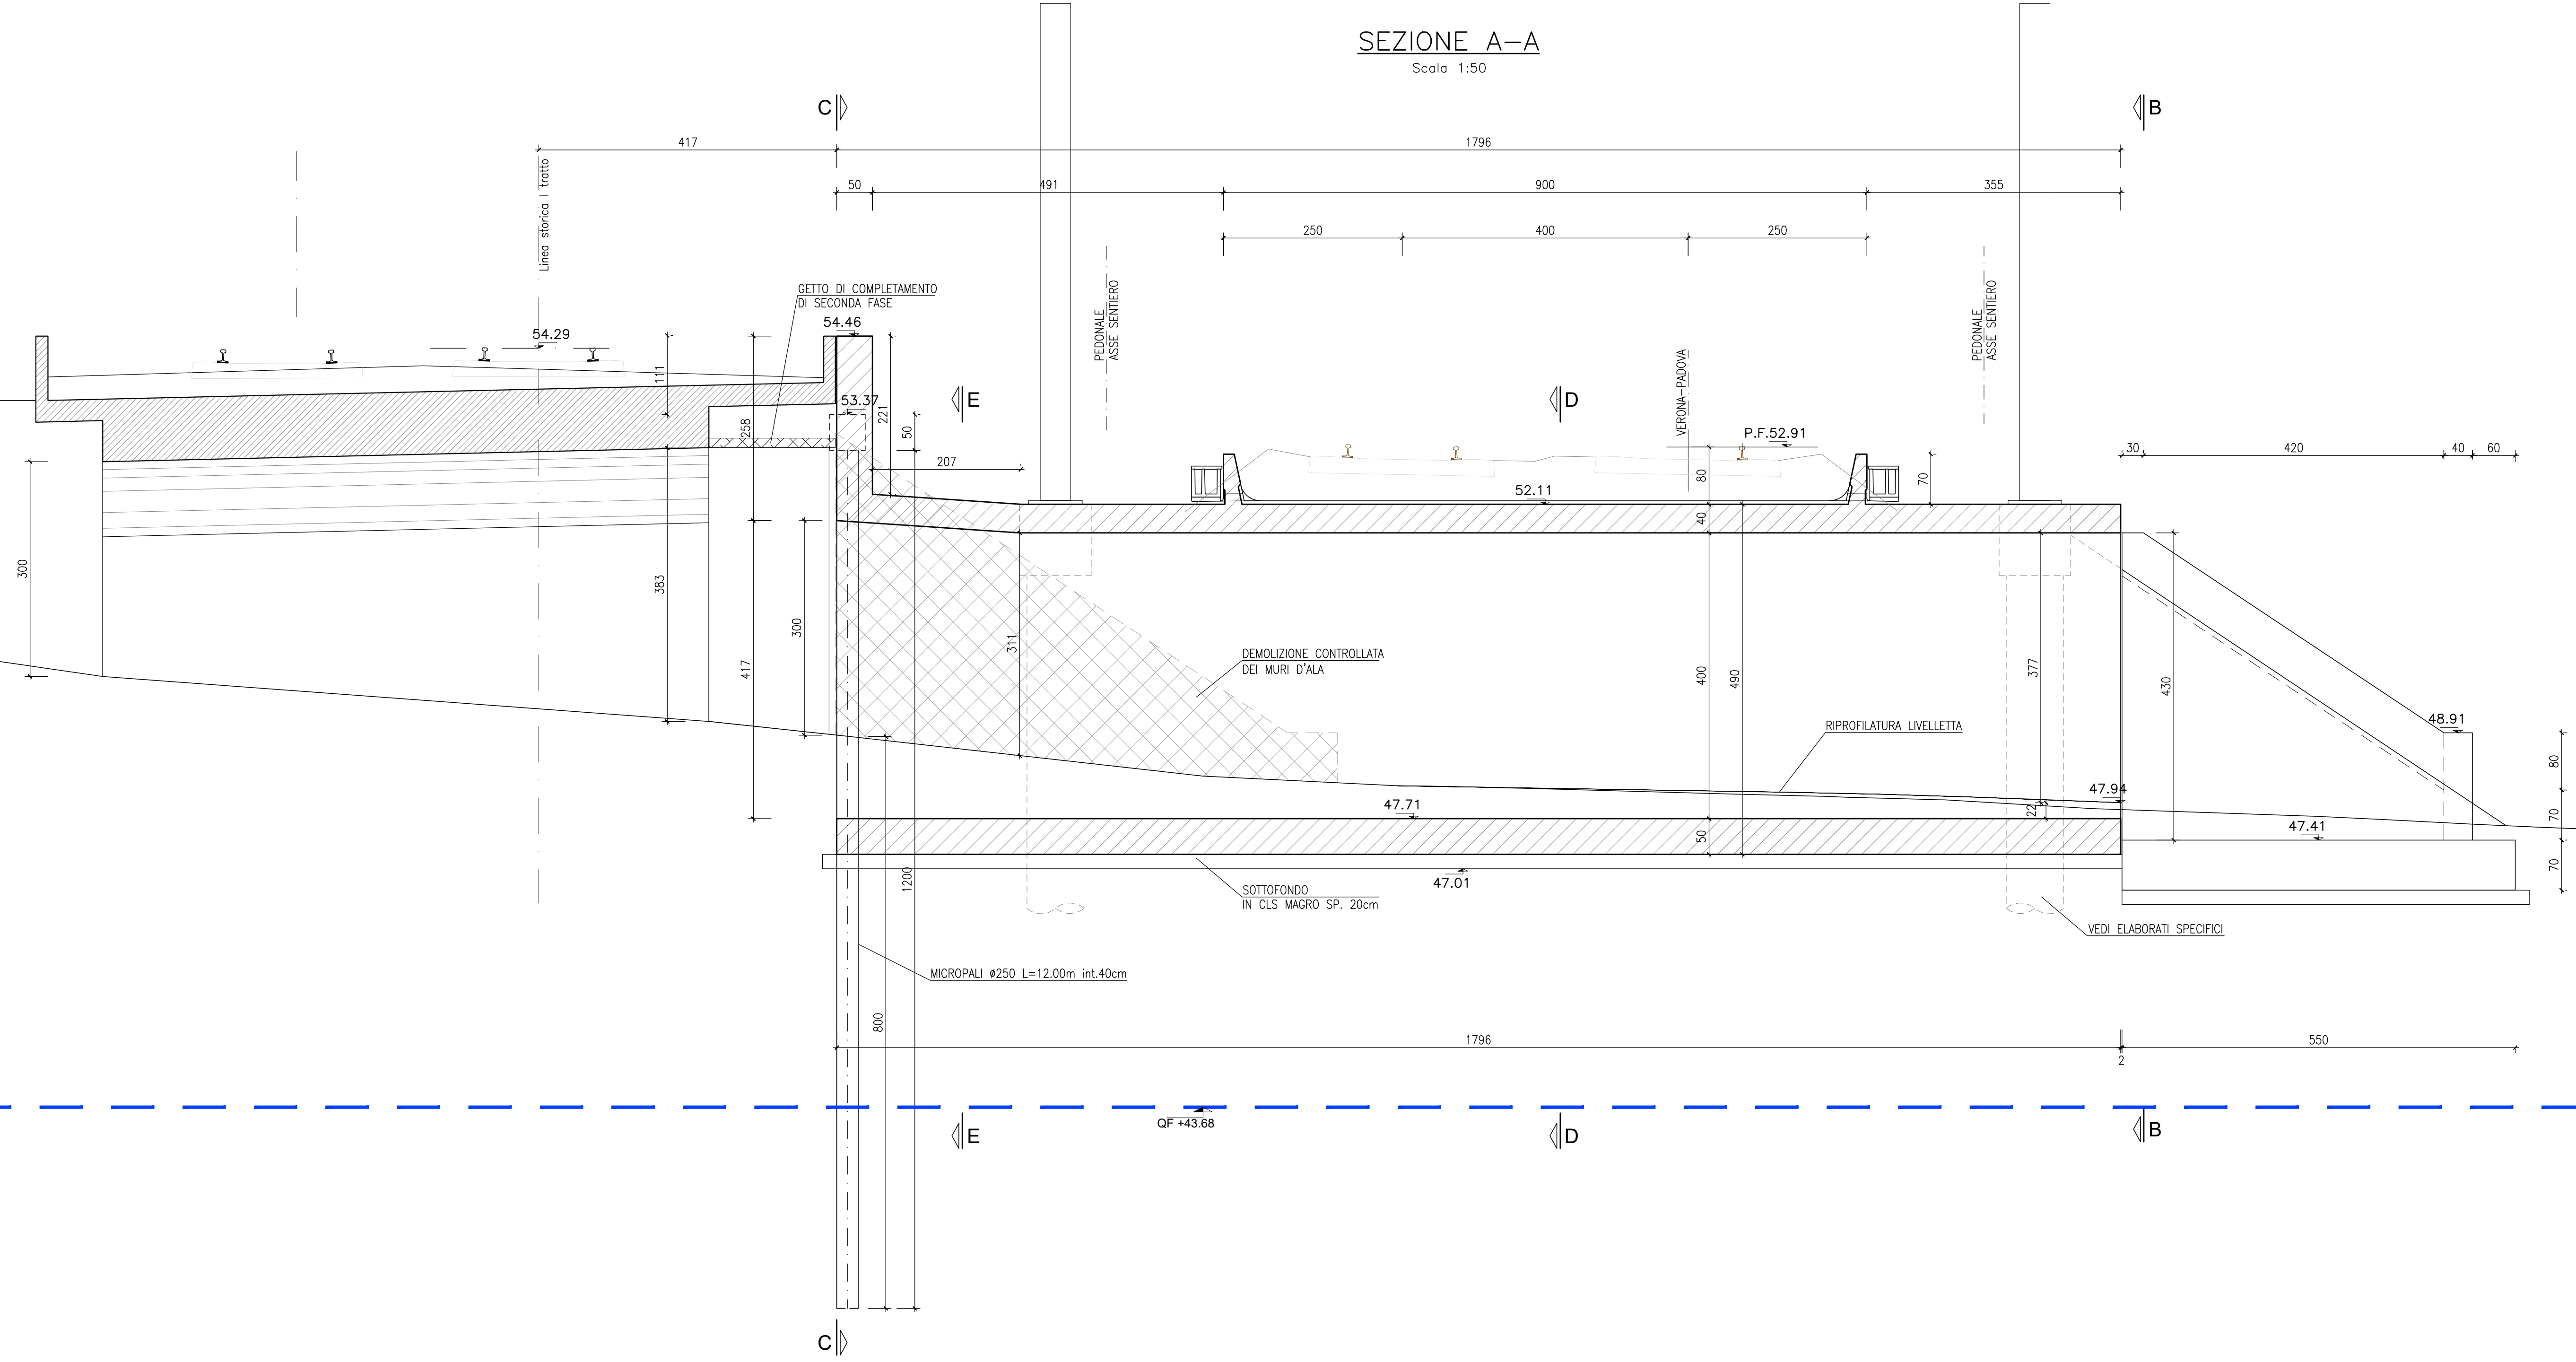 SEZIONE A-A
Scala 1:50
C
B
417
1796
Linea storica I tratto
50
491
900
355
250
400
250
PEDONALE
ASSE SENTIERO
PEDONALE
ASSE SENTIERO
GETTO DI COMPLETAMENTO
DI SECONDA FASE
54.29
54.46
111
258
53.37
221
50
E
D
VERONA-PADOVA
P.F.52.91
207
80
70
52.11
40
30
420
40
60
300
383
417
300
311
DEMOLIZIONE CONTROLLATA
DEI MURI D'ALA
400
490
377
430
RIPROFILATURA LIVELLETTA
48.91
80
47.94
22
47.71
70
47.41
50
70
47.01
1200
SOTTOFONDO
IN CLS MAGRO SP. 20cm
VEDI ELABORATI SPECIFICI
MICROPALI ø250 L=12.00m int.40cm
800
1796
550
2
QF +43.68
E
D
B
C